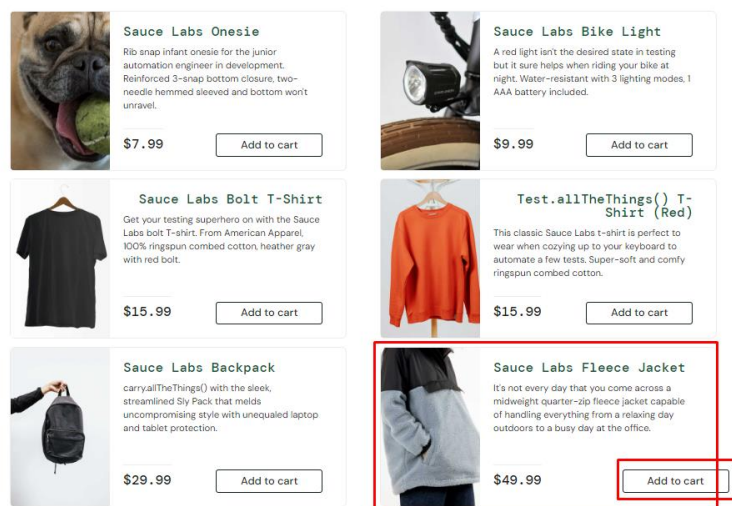 Sauce Labs Onesie
Rib snap infant onesie for the junior
automation engineer in development.
Reinforced 3-snap bottom closure, two-
needle hemmed sleeved and bottom won't
unravel.
$7.99
Add to cart
Sauce Labs Bike Light
A red light isn't the desired state in testing
but it sure helps when riding your bike at
night. Water-resistant with 3 lighting modes, 1
AAA battery included.
$9.99
Add to cart
Sauce Labs Bolt T-Shirt
Get your testing superhero on with the Sauce
Labs bolt T-shirt. From American Apparel,
100% ringspun combed cotton, heather gray
with red bolt.
$15.99
Add to cart
Test.allTheThings() T-
Shirt (Red)
This classic Sauce Labs t-shirt is perfect to
wear when cozying up to your keyboard to
automate a few tests. Super-soft and comfy
ringspun combed cotton.
$15.99
Add to cart
Sauce Labs Backpack
carry.allTheThings() with the sleek,
streamlined Sly Pack that melds
uncompromising style with unequaled laptop
and tablet protection.
$29.99
Add to cart
Sauce Labs Fleece Jacket
It's not every day that you come across a
midweight quarter-zip fleece jacket capable
of handling everything from a relaxing day
outdoors to a busy day at the office.
$49.99
Add to cart